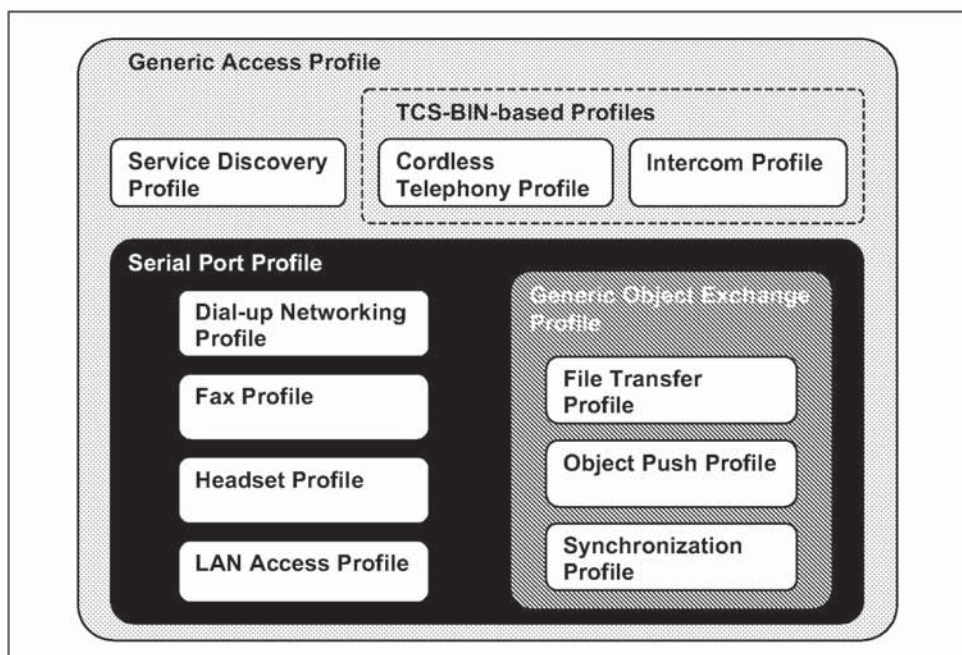 Generic Access Profile
TCS-BIN-based Profiles
Service Discovery
Profile
Cordless
Telephony Profile
Intercom Profile
Serial Port Profile
Dial-up Networking
Profile
Fax Profile
Headset Profile
LAN Access Profile
Generic Object Exchange
Profile
File Transfer
Profile
Object Push Profile
Synchronization
Profile